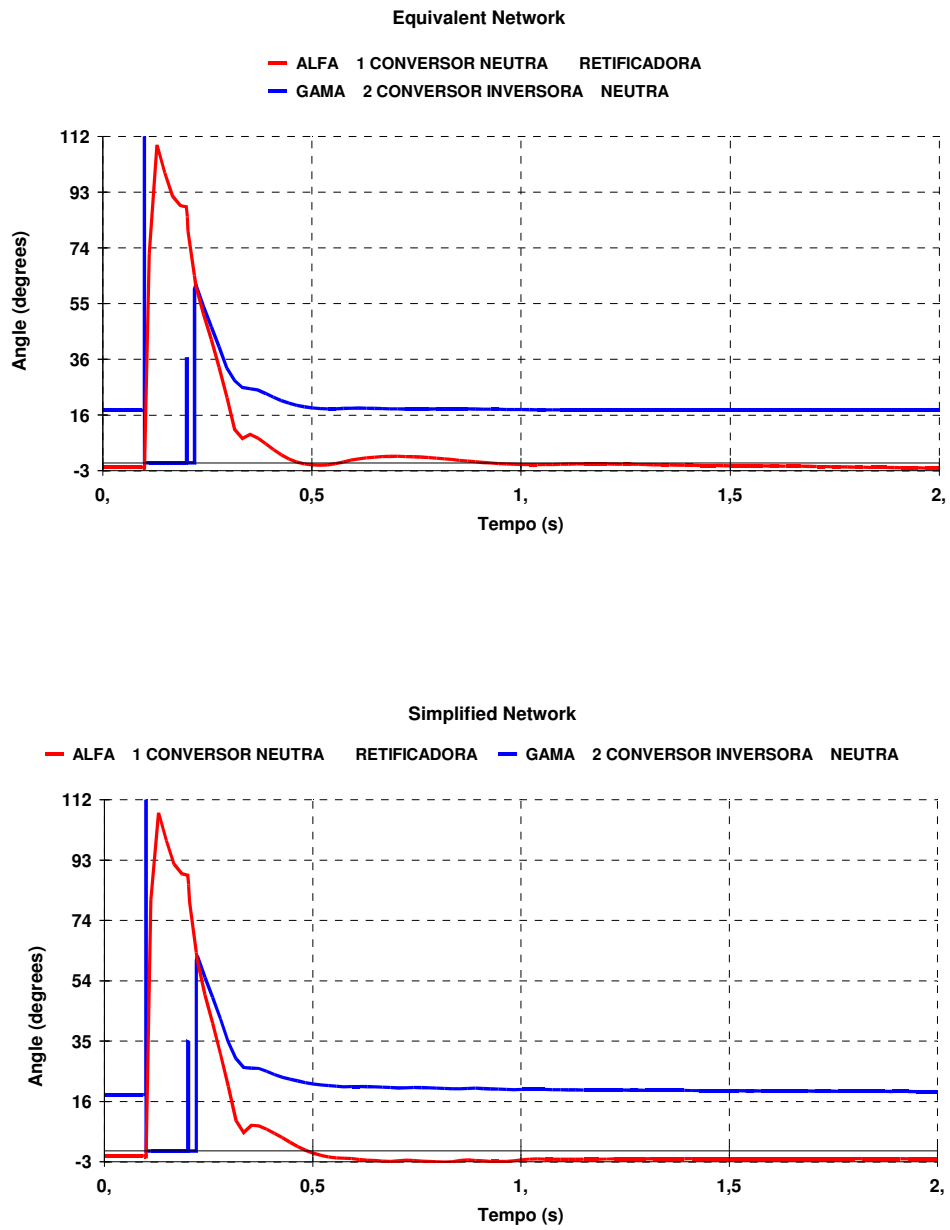 Equivalent Network
ALFA 1 CONVERSOR NEUTRA RETIFICADORA
GAMA 2 CONVERSOR INVERSORA NEUTRA
112
93
74
55
36
16
-3
Angle (degrees)
0, 0,5 1, 1,5 2,
Tempo (s)
Simplified Network
ALFA 1 CONVERSOR NEUTRA RETIFICADORA GAMA 2 CONVERSOR INVERSORA NEUTRA
112
93
74
54
35
16
-3
Angle (degrees)
0, 0,5 1, 1,5 2,
Tempo (s)